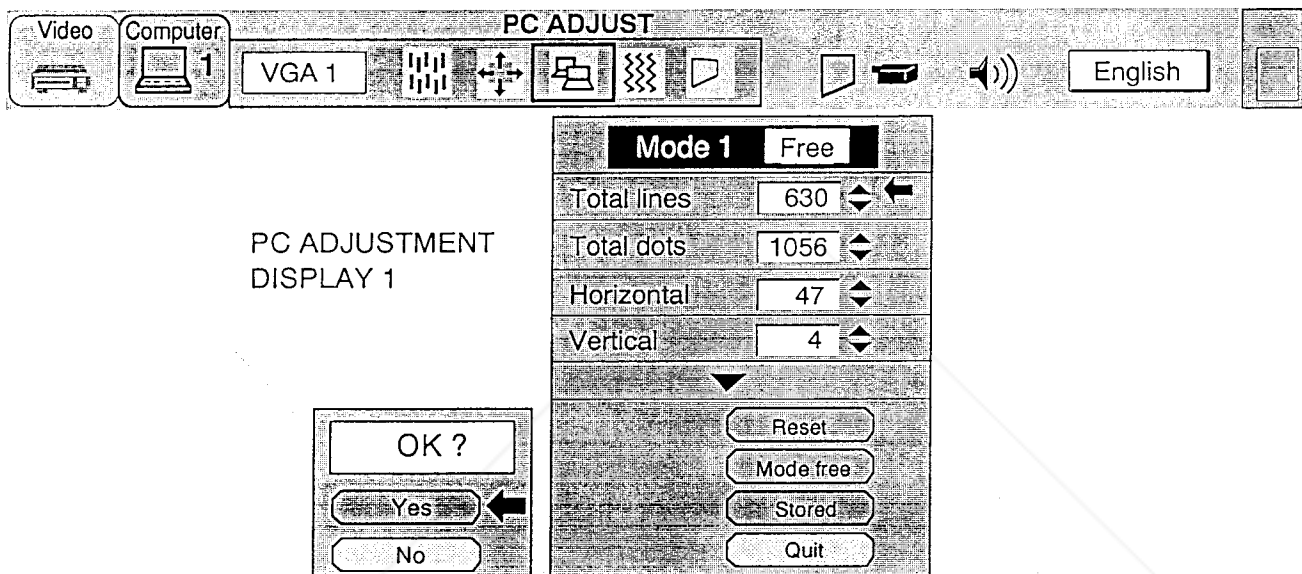 PC ADJUST
Video
Computer
1
VGA 1
English
Mode 1 Free
Total lines 630
Total dots 1056
Horizontal 47
Vertical 4
PC ADJUSTMENT
DISPLAY 1
Reset
Mode free
Stored
Quit
OK ?
Yes
No